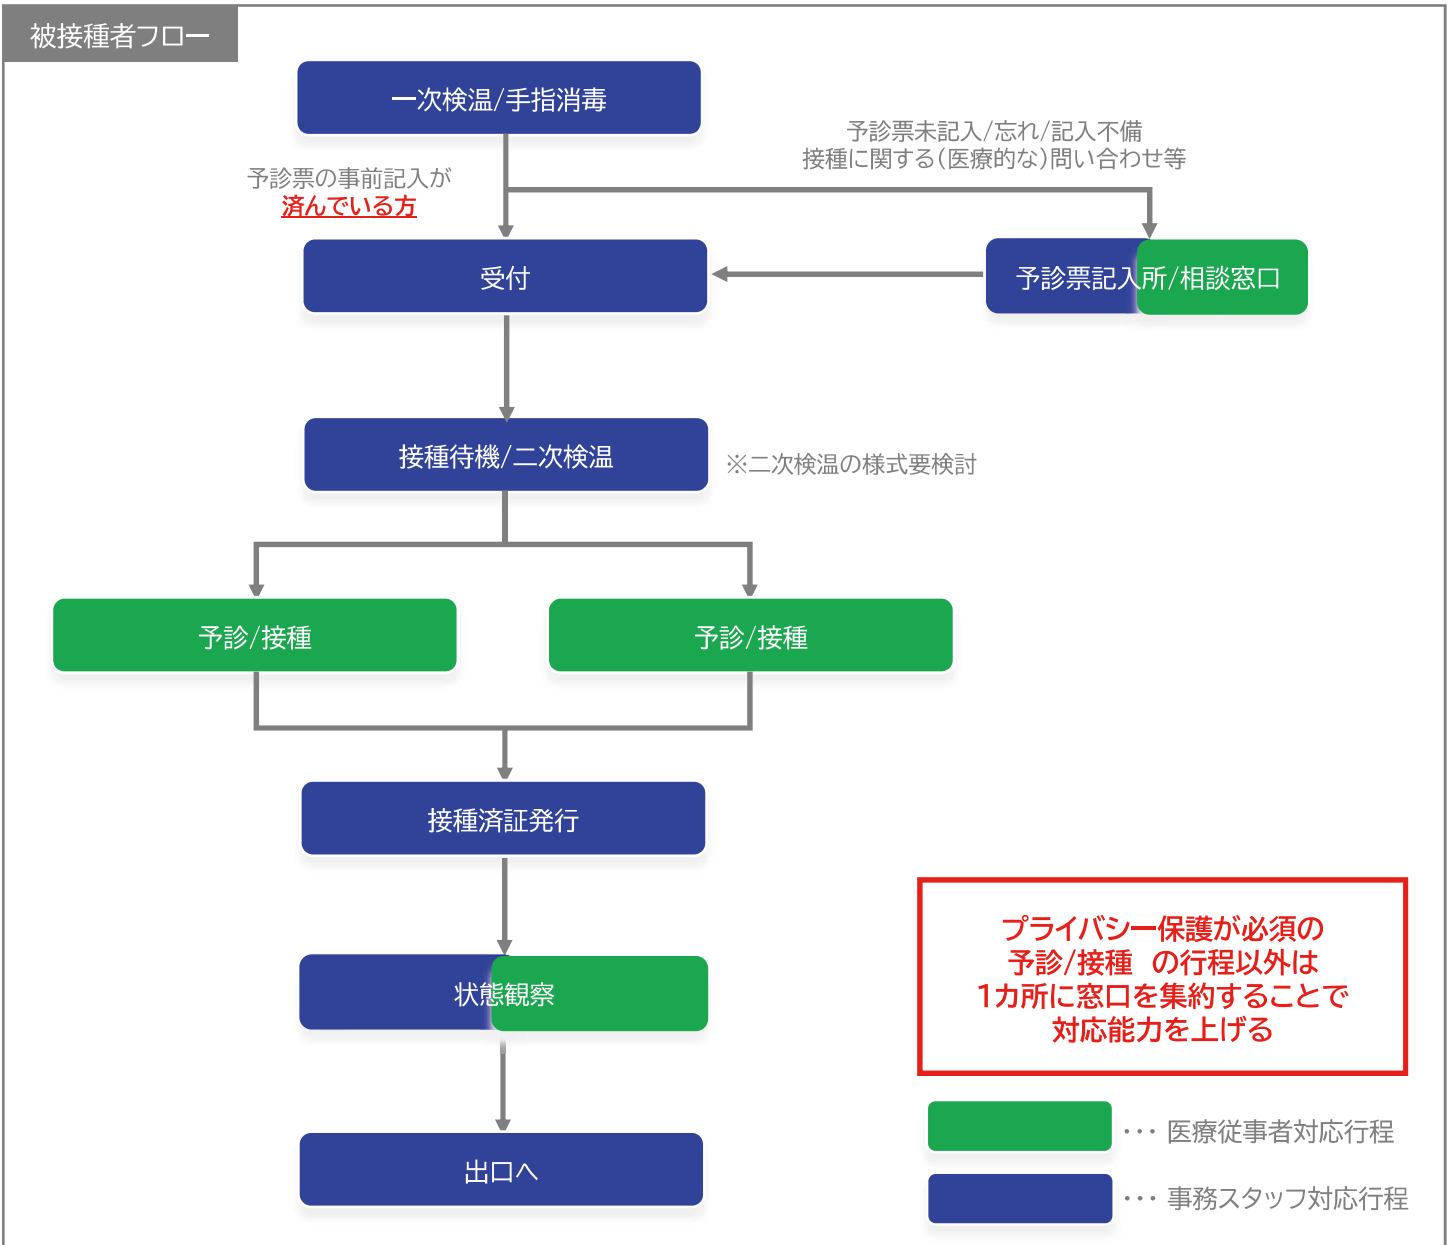 被接種者フロー
一次検温/手指消毒
予診票未記入/忘れ/記入不備
接種に関する(医療的な)問い合わせ等
予診票の事前記入が
済んでいる方
受付
予診票記入所/相談窓口
接種待機/二次検温
※二次検温の様式要検討
予診/接種
予診/接種
接種済証発行
プライバシー保護が必須の
予診/接種 の行程以外は
1カ所に窓口を集約することで
対応能力を上げる
状態観察
・・・ 医療従事者対応行程
出口へ
・・・ 事務スタッフ対応行程